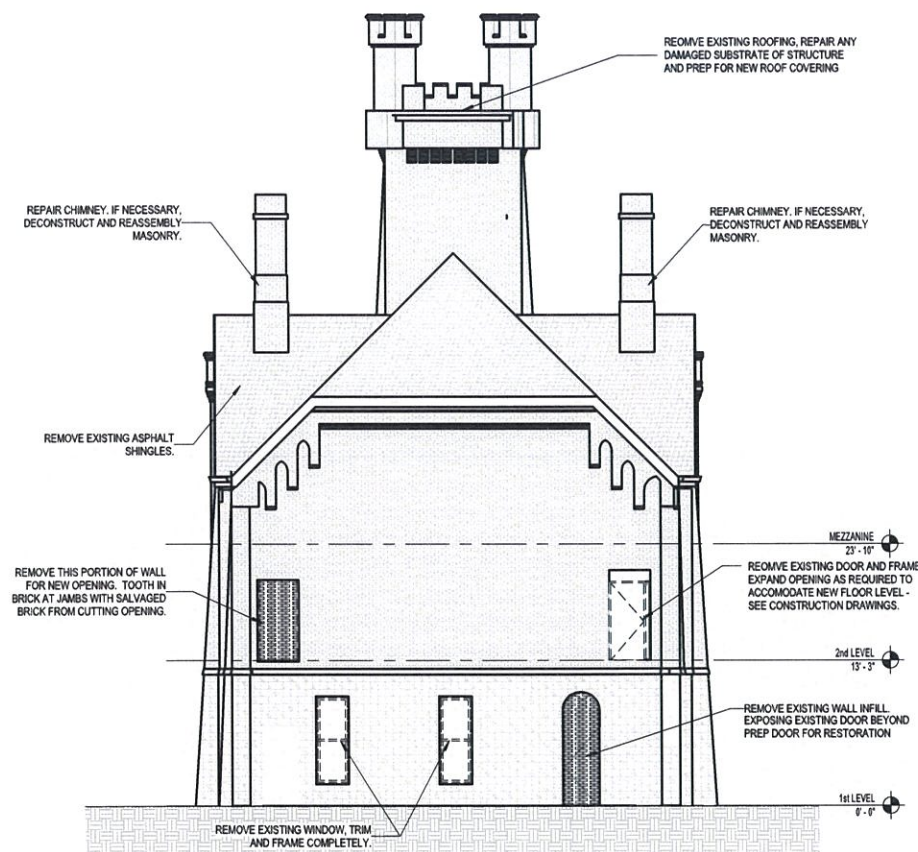 REOMVE EXISTING ROOFING, REPAIR ANY
DAMAGED SUBSTRATE OF STRUCTURE
AND PREP FOR NEW ROOF COVERING
REPAIR CHIMNEY. IF NECESSARY,
DECONSTRUCT AND REASSEMBLY
MASONRY.
REPAIR CHIMNEY. IF NECESSARY,
DECONSTRUCT AND REASSEMBLY
MASONRY.
REMOVE EXISTING ASPHALT
SHINGLES.
MEZZANINE
23' - 10"
REMOVE THIS PORTION OF WALL
FOR NEW OPENING. TOOTH IN
BRICK AT JAMBS WITH SALVAGED
BRICK FROM CUTTING OPENING.
REOMVE EXISTING DOOR AND FRAME
EXPAND OPENING AS REQUIRED TO
ACCOMODATE NEW FLOOR LEVEL -
SEE CONSTRUCTION DRAWINGS.
2nd LEVEL
13' - 3"
REMOVE EXISTING WALL INFILL.
EXPOSING EXISTING DOOR BEYOND
PREP DOOR FOR RESTORATION
1st LEVEL
0' - 0"
REMOVE EXISTING WINDOW, TRIM
AND FRAME COMPLETELY.